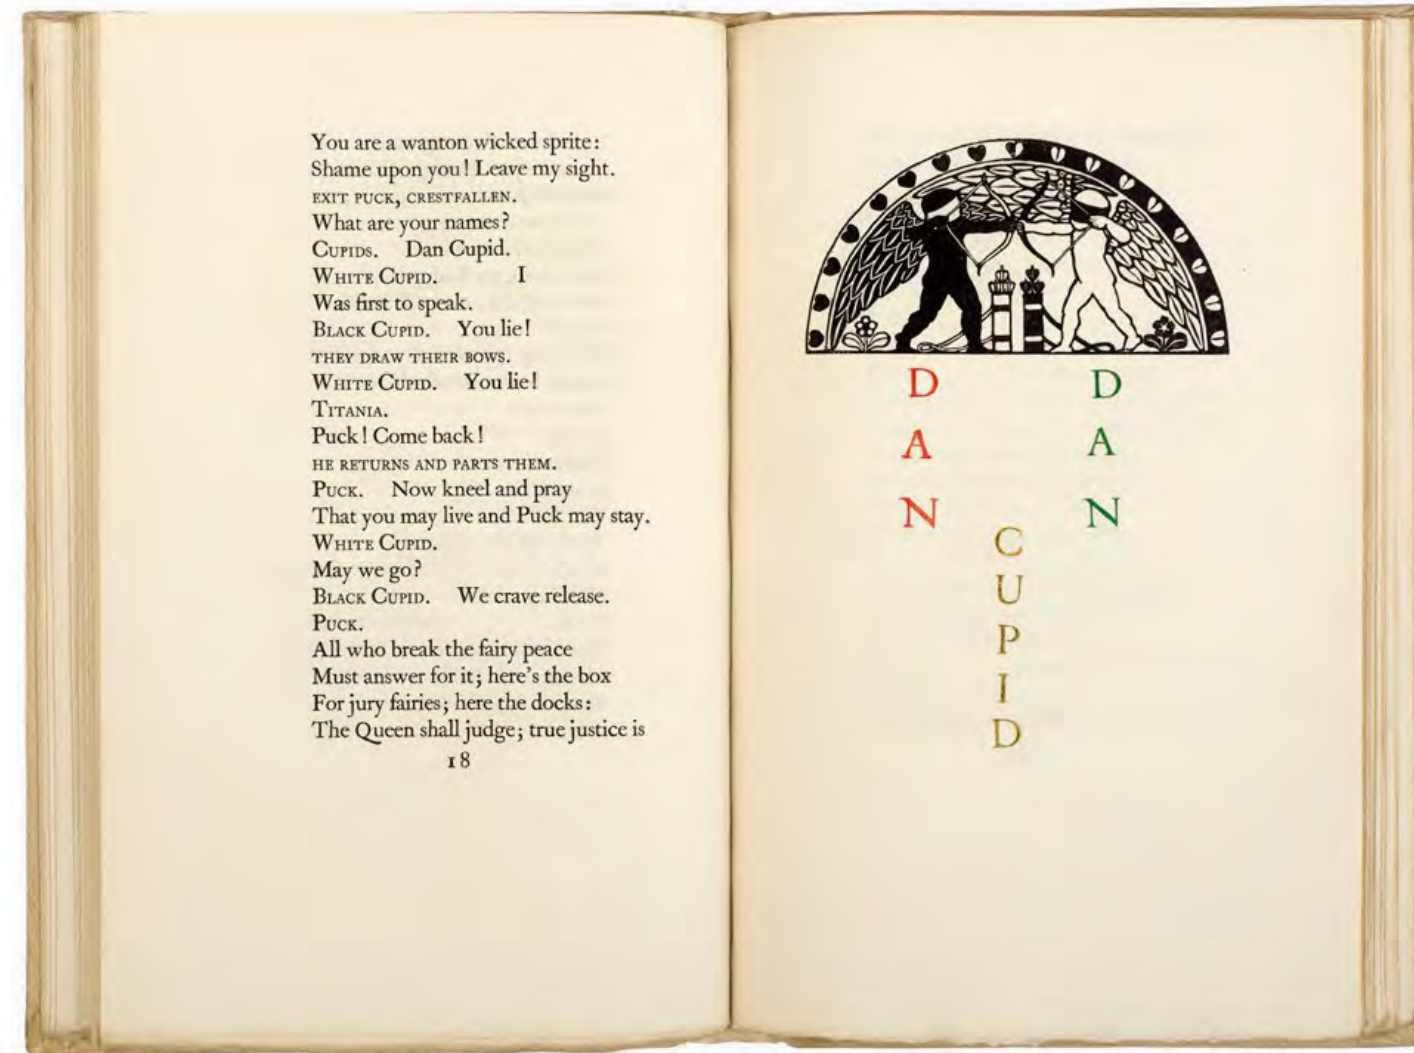 You are a wanton wicked sprite:
Shame upon you! Leave my sight.
EXIT PUCK, CRESTFALLEN.
What are your names?
CUPIDS. Dan Cupid.
WHITE CUPID. I
Was first to speak.
BLACK CUPID. You lie!
THEY DRAW THEIR BOWS.
WHITE CUPID. You lie!
TITANIA.
Puck! Come back!
HE RETURNS AND PARTS THEM.
PUCK. Now kneel and pray
That you may live and Puck may stay.
WHITE CUPID.
May we go?
BLACK CUPID. We crave release.
PUCK.
All who break the fairy peace
Must answer for it; here's the box
For jury fairies; here the docks:
The Queen shall judge; true justice is
18
D
A
N
D
A
N
C
U
P
I
D